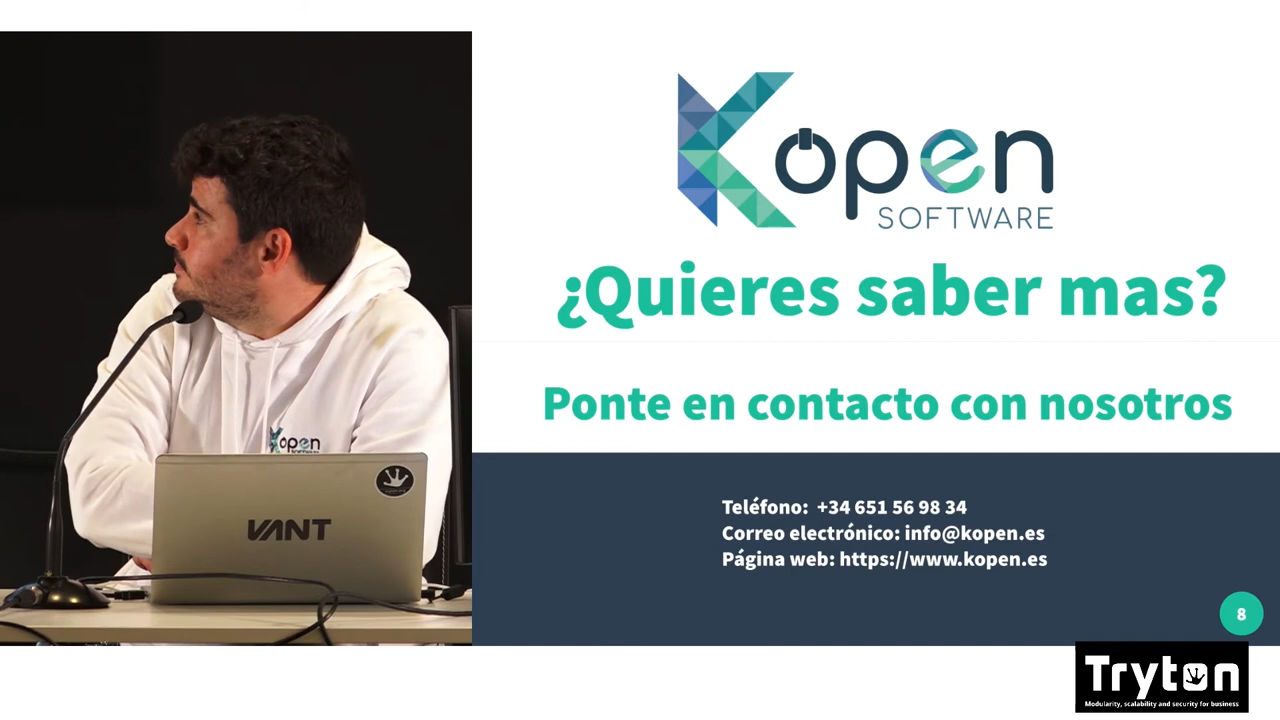 Kopen
SOFTWARE
¿Quieres saber mas?
Ponte en contacto con nosotros
Teléfono: +34 651 56 98 34
Correo electrónico: info@kopen.es
Página web: https://www.kopen.es
8
Kopen
VANT
Tryton
Modularity, scalability and security for business